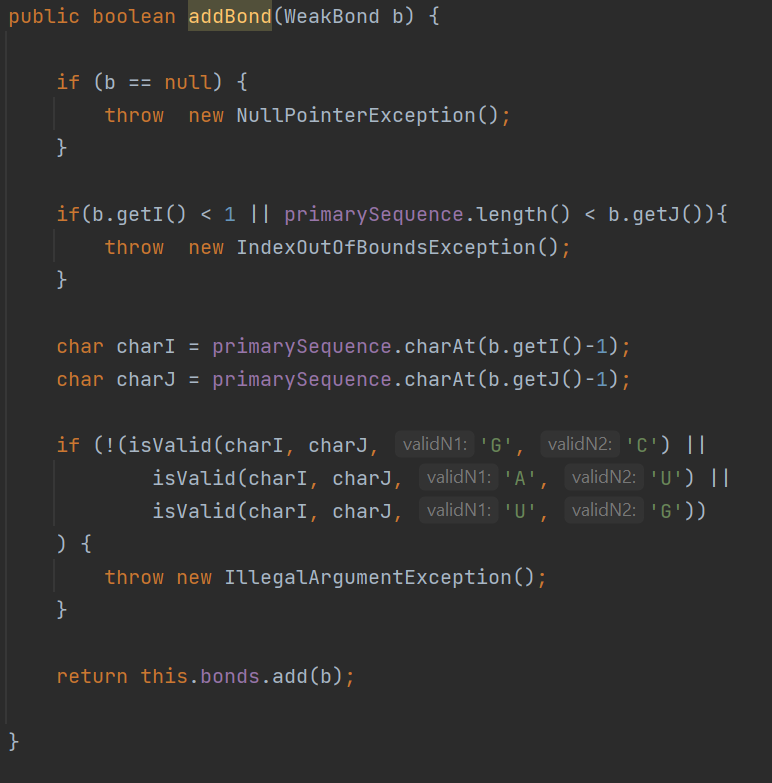 public boolean addBond(WeakBond b) {
if (b == null) {
throw  new NullPointerException();
}
if(b.getI() < 1 || primarySequence.length() < b.getJ()){
throw  new IndexOutOfBoundsException();
}
char charI = primarySequence.charAt(b.getI()-1);
char charJ = primarySequence.charAt(b.getJ()-1);
if (!(isValid(charI, charJ, validN1: 'G', validN2: 'C') ||
isValid(charI, charJ, validN1: 'A', validN2: 'U') ||
isValid(charI, charJ, validN1: 'U', validN2: 'G'))
) {
throw new IllegalArgumentException();
}
return this.bonds.add(b);
}